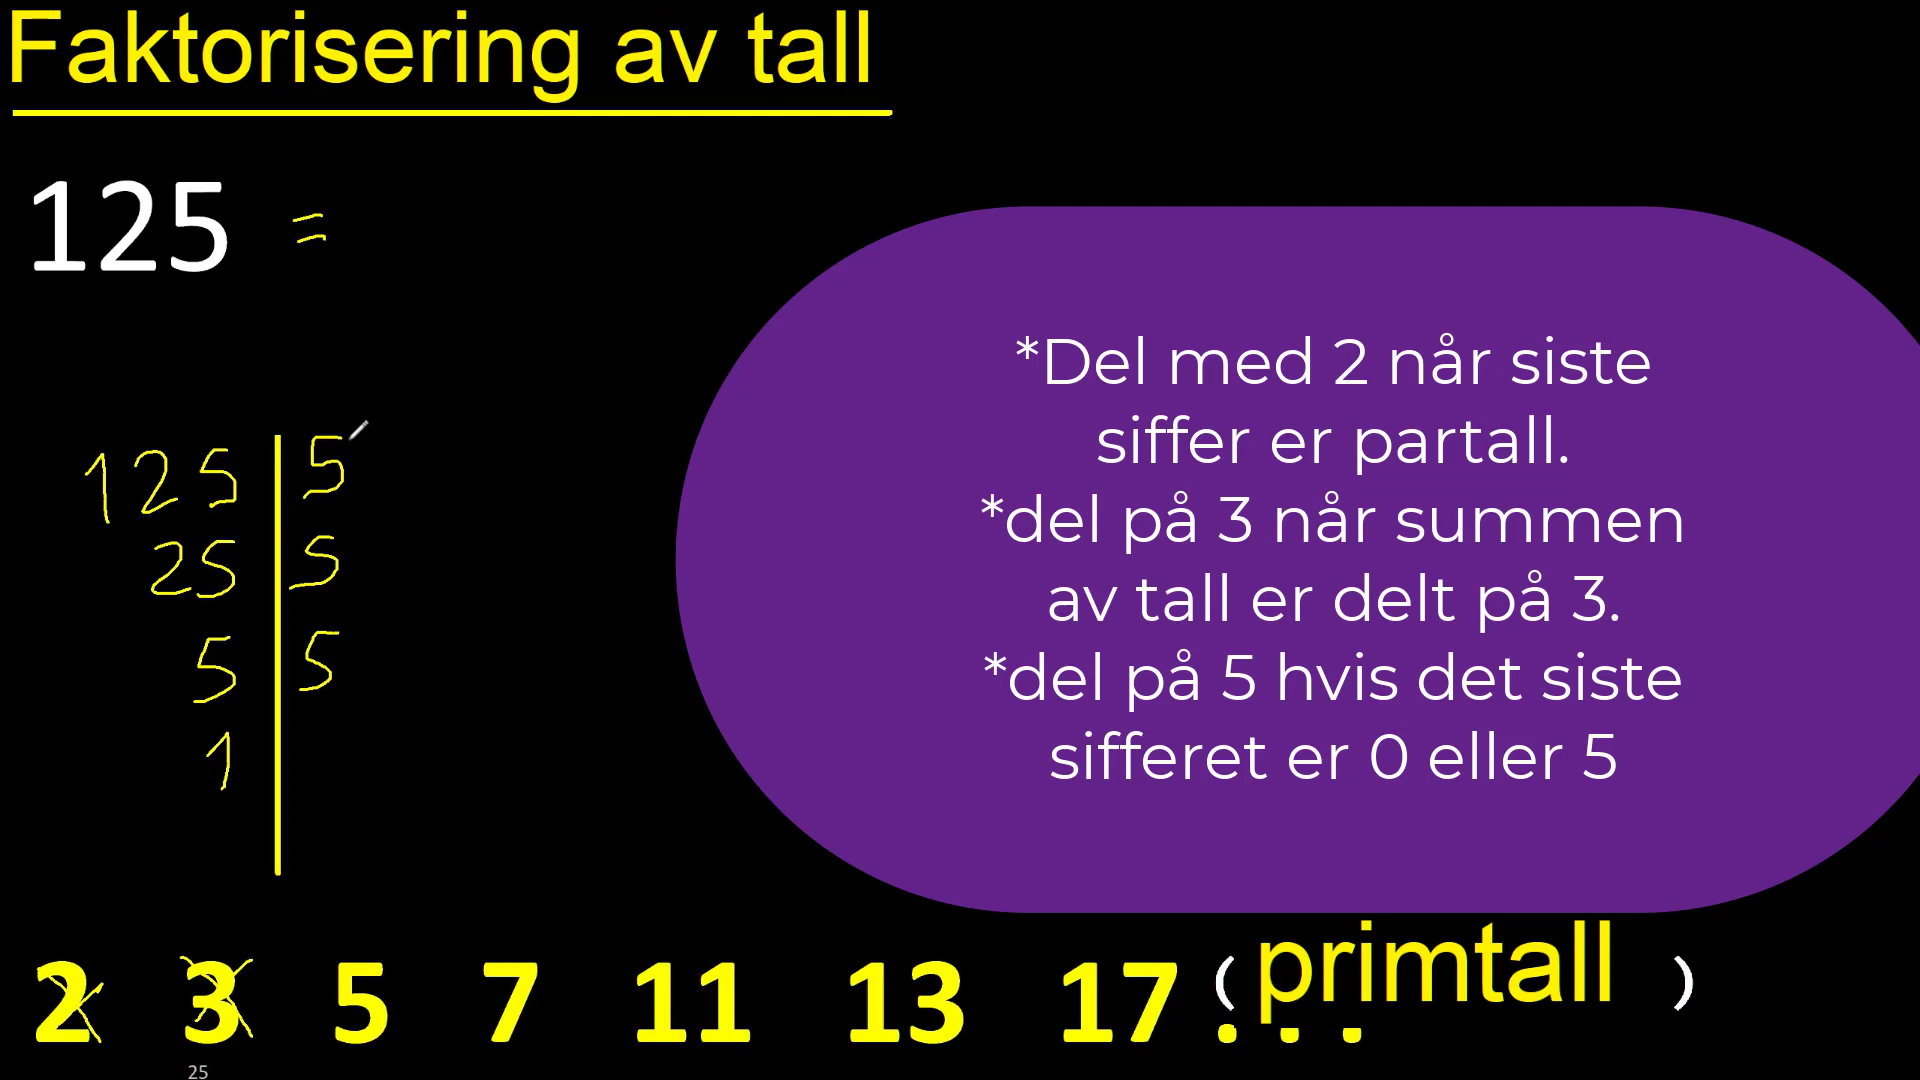 Faktorisering av tall
125 =
*Del med 2 når siste
siffer er partall.
*del på 3 når summen
av tall er delt på 3.
*del på 5 hvis det siste
sifferet er 0 eller 5
125 | 5
25 | 5
5 | 5
1 |
2 3 5 7 11 13 17 . . . ( primtall )
25